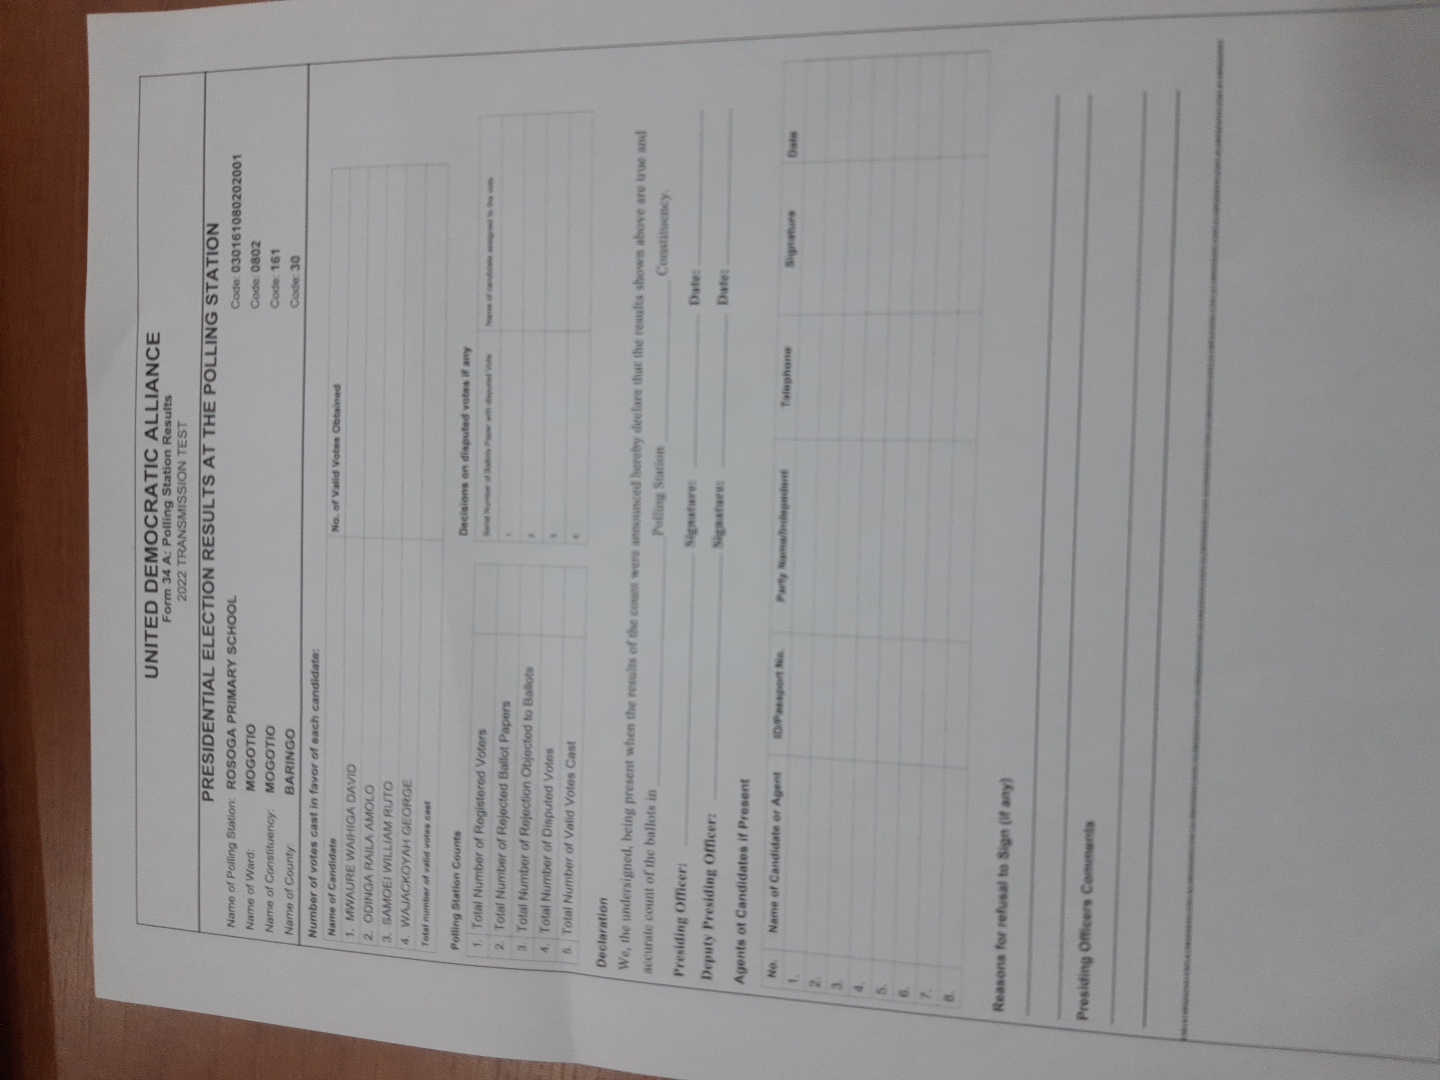 UNITED DEMOCRATIC ALLIANCE
Form 34 A: Polling Station Results
2022 TRANSMISSION TEST
PRESIDENTIAL ELECTION RESULTS AT THE POLLING STATION
Name of Polling Station: ROSOGA PRIMARY SCHOOL Code: 030161080202001
Name of Ward: MOGOTIO Code: 0802
Name of Constituency: MOGOTIO Code: 161
Name of County: BARINGO Code: 30
Number of votes cast in favor of each candidate:
Name of Candidate No. of Valid Votes Obtained
1. MWAURE WAIHIGA DAVID
2. ODINGA RAILA AMOLO
3. SAMOEI WILLIAM RUTO
4. WAJACKOYAH GEORGE
Total number of valid votes cast
Polling Station Counts
1. Total Number of Registered Voters
2. Total Number of Rejected Ballot Papers
3. Total Number of Rejection Objected to Ballots
4. Total Number of Disputed Votes
5. Total Number of Valid Votes Cast
Decisions on disputed votes if any
Serial Number of Ballots Paper with disputed Vote Name of candidate assigned to the vote
1.
2.
3.
4.
Declaration
We, the undersigned, being present when the results of the count were announced hereby declare that the results shown above are true and
accurate count of the ballots in Polling Station Constituency.
Presiding Officer: Signature: Date:
Deputy Presiding Officer: Signature: Date:
Agents of Candidates if Present
No. Name of Candidate or Agent ID/Passport No. Party Name/Independent Telephone Signature Date
1.
2.
3.
4.
5.
6.
7.
8.
Reasons for refusal to Sign (if any)
Presiding Officers Comments